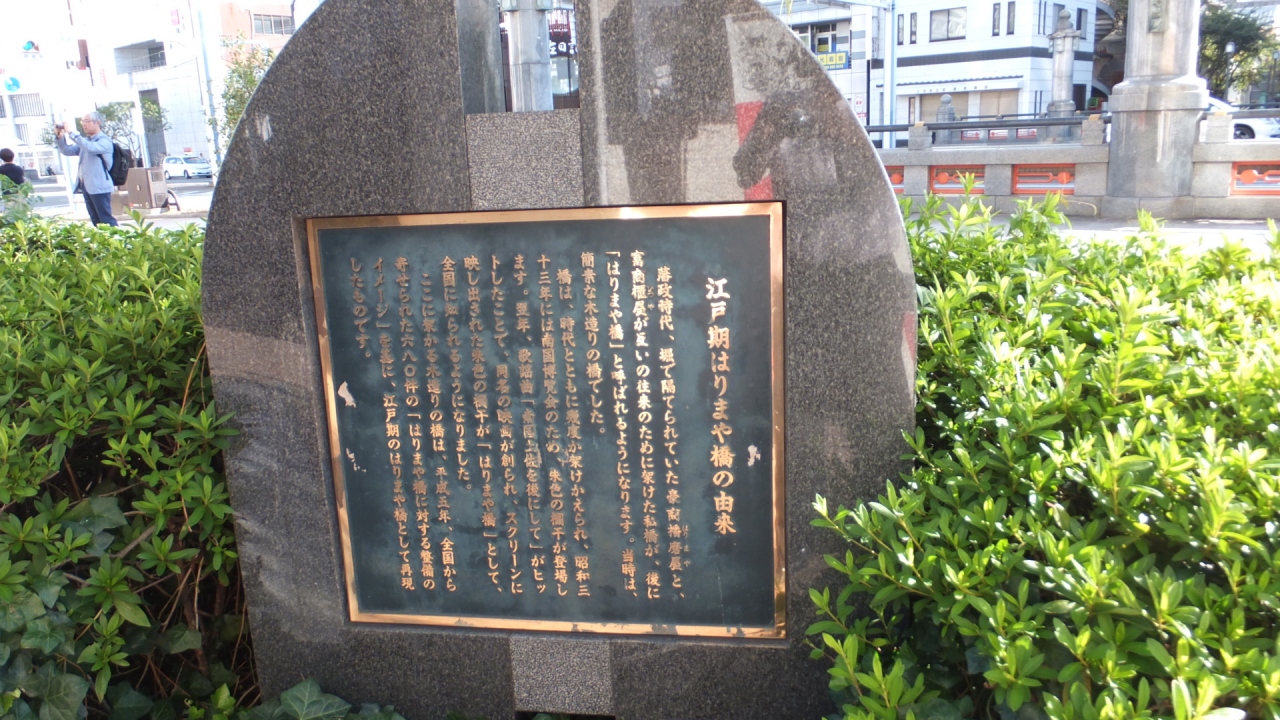 江戸期はりまや橋の由来
藩政時代、堀で隔てられていた豪商播磨屋と、
はりまや
富商櫃屋が互いの往来のために架けた私橋が、後に
どや
「はりまや橋」と呼ばれるようになります。当時は、
簡素な木造りの橋でした。
橋は、時代とともに幾度か架けかえられ、昭和三
十三年には南国博覧会のため、朱色の欄干が登場し
ます。翌年、歌謡曲「南国土佐を後にして」がヒッ
トしたことで、同名の映画が創られ、スクリーンに
映し出された朱色の欄干が「はりまや橋」として、
全国に知られるようになりました。
ここに架かる木造りの橋は、平成五年、全国から
寄せられた六八〇件の「はりまや橋に対する整備の
イメージ」を基に、江戸期のはりまや橋として再現
したものです。